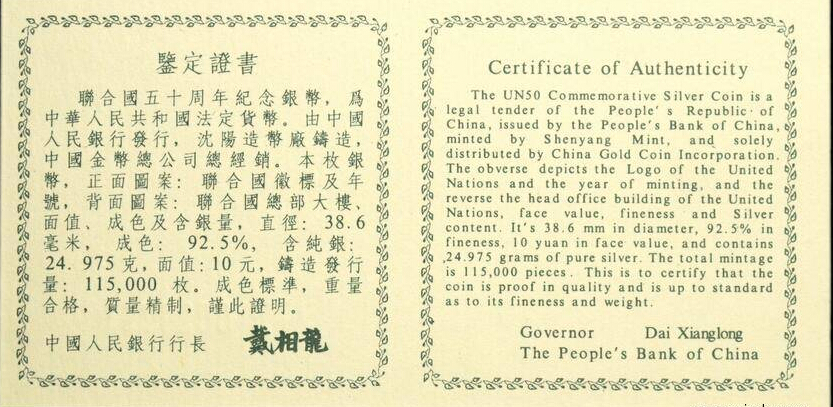 鑒定證書
聯合國五十周年紀念銀幣，爲
中華人民共和國法定貨幣。由中國
人民銀行發行，沈陽造幣廠鑄造，
中國金幣總公司總經銷。本枚銀
幣，正面圖案：聯合國徽標及年
號，背面圖案：聯合國總部大樓、
面值、成色及含銀量，直徑：38.6
毫米，成色：92.5%，含純銀：
24.975克，面值：10元，鑄造發行
量：115,000枚。成色標準，重量
合格，質量精制，謹此證明。
中國人民銀行行長 戴相龍
Certificate of Authenticity
The UN50 Commemorative Silver Coin is a
legal tender of the People's Republic of
China, issued by the People's Bank of China,
minted by Shenyang Mint, and solely
distributed by China Gold Coin Incorporation.
The obverse depicts the Logo of the United
Nations and the year of minting, and the
reverse the head office building of the United
Nations, face value, fineness and Silver
content. It's 38.6 mm in diameter, 92.5% in
fineness, 10 yuan in face value, and contains
24.975 grams of pure silver. The total mintage
is 115,000 pieces. This is to certify that the
coin is proof in quality and is up to standard
as to its fineness and weight.
Governor Dai Xianglong
The People's Bank of China